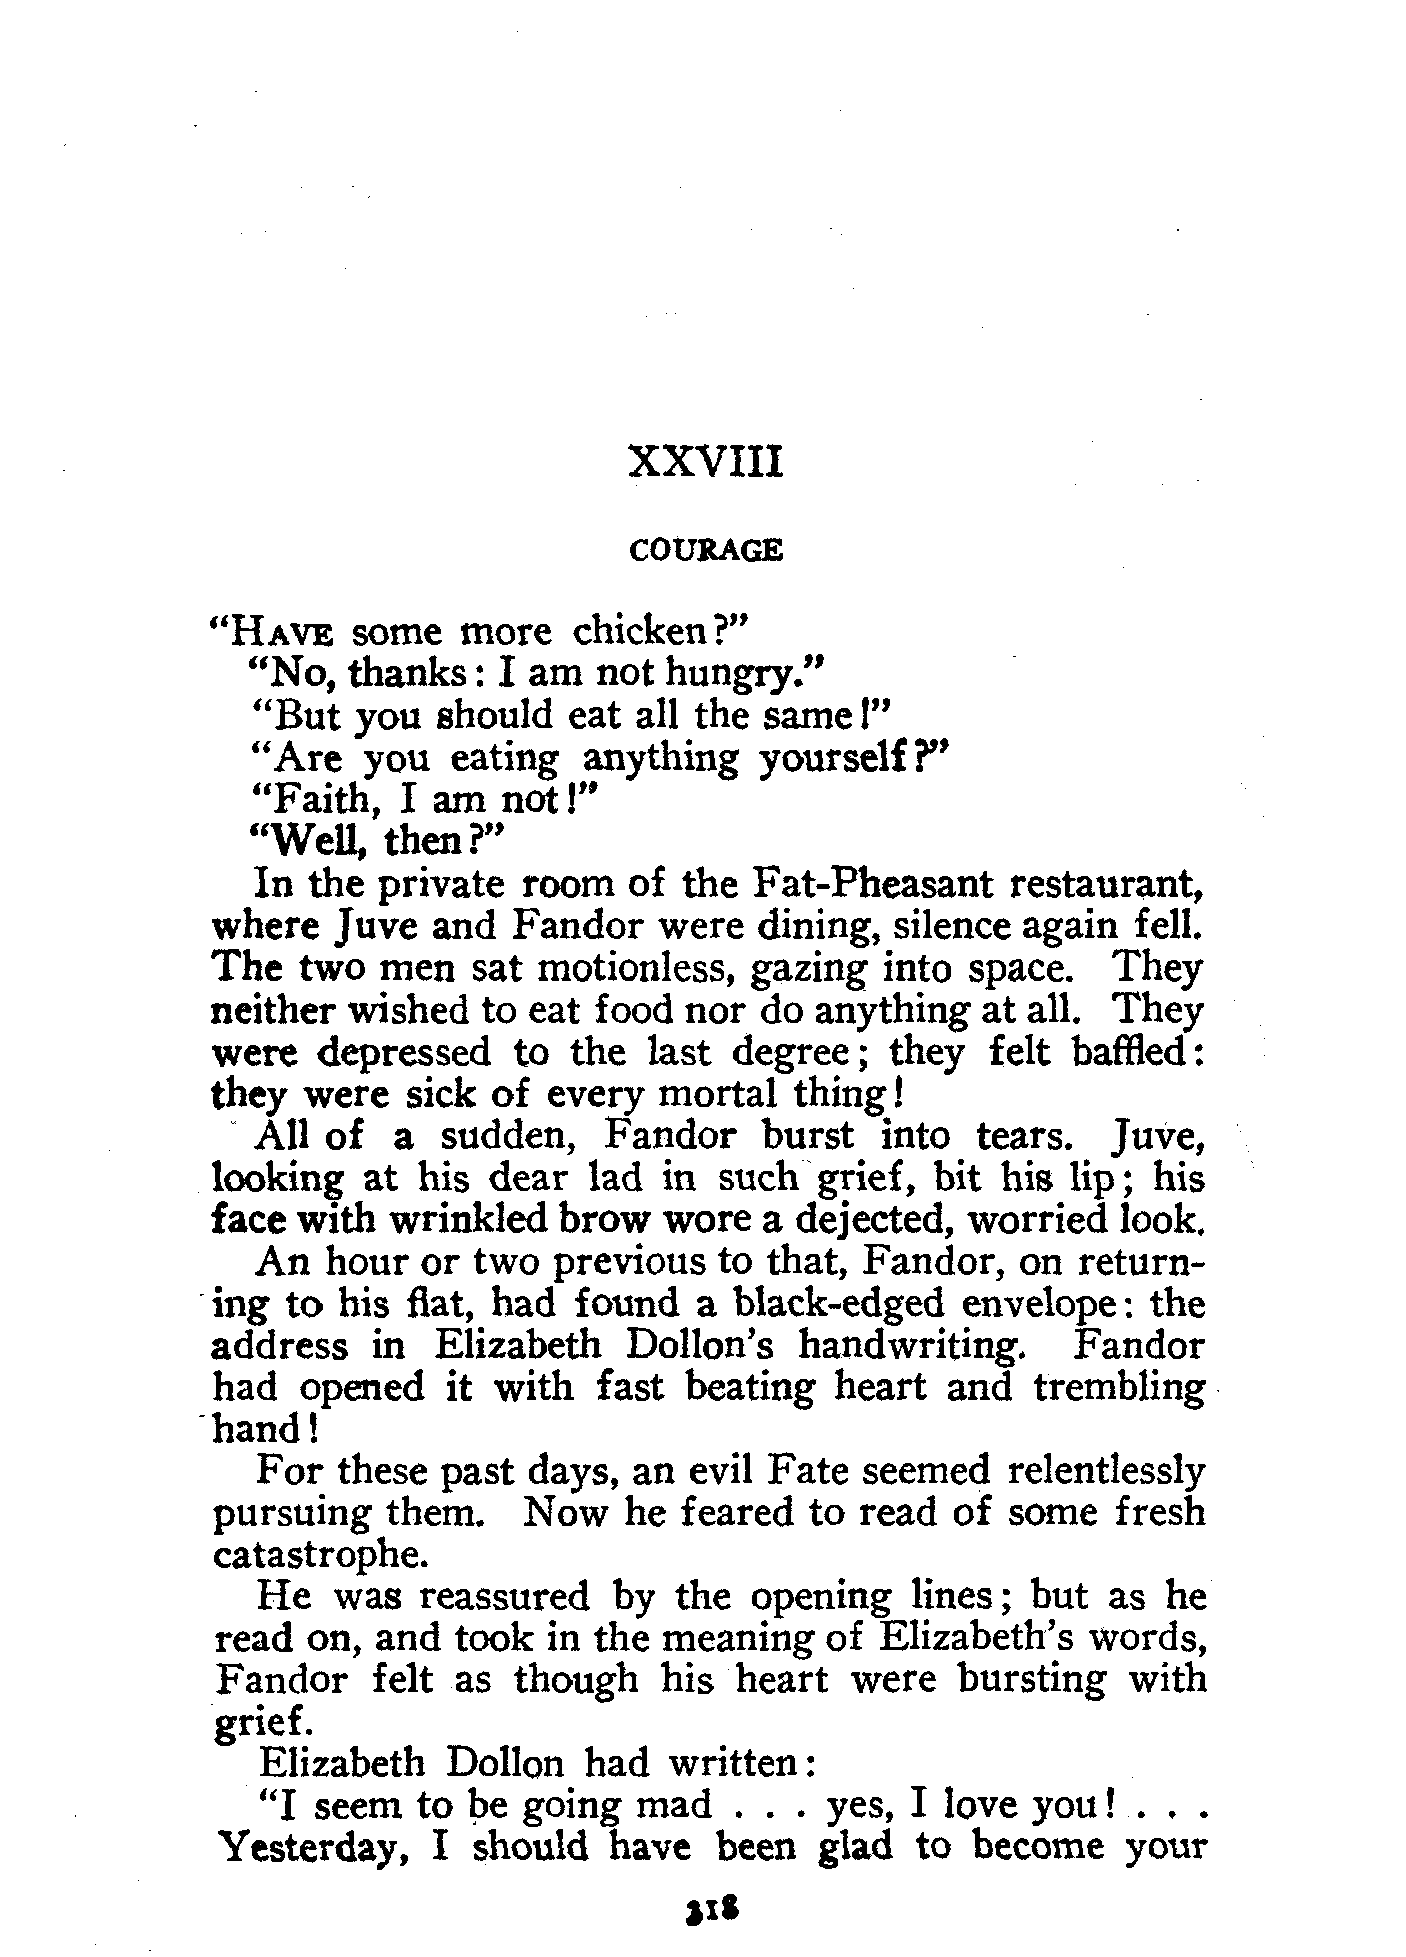 XXVIII
COURAGE
“HAVE some more chicken?”
“No, thanks: I am not hungry.”
“But you should eat all the same!”
“Are you eating anything yourself?”
“Faith, I am not!”
“Well, then?”
In the private room of the Fat-Pheasant restaurant,
where Juve and Fandor were dining, silence again fell.
The two men sat motionless, gazing into space. They
neither wished to eat food nor do anything at all. They
were depressed to the last degree; they felt baffled:
they were sick of every mortal thing!
All of a sudden, Fandor burst into tears. Juve,
looking at his dear lad in such grief, bit his lip; his
face with wrinkled brow wore a dejected, worried look.
An hour or two previous to that, Fandor, on return-
ing to his flat, had found a black-edged envelope: the
address in Elizabeth Dollon’s handwriting. Fandor
had opened it with fast beating heart and trembling
hand!
For these past days, an evil Fate seemed relentlessly
pursuing them. Now he feared to read of some fresh
catastrophe.
He was reassured by the opening lines; but as he
read on, and took in the meaning of Elizabeth’s words,
Fandor felt as though his heart were bursting with
grief.
Elizabeth Dollon had written:
“I seem to be going mad . . . yes, I love you! . . .
Yesterday, I should have been glad to become your
318